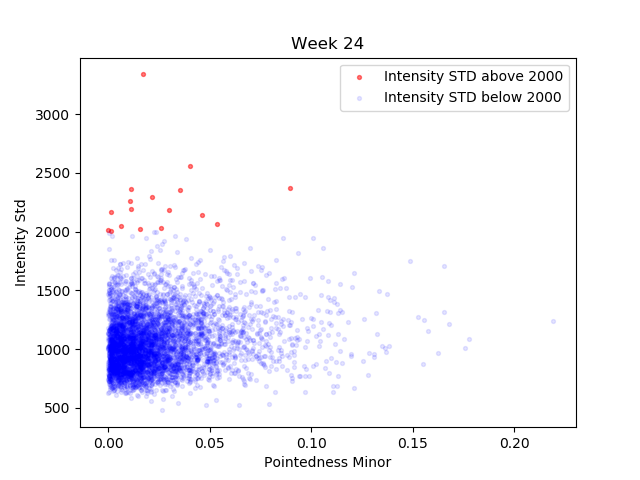 Week 24
Intensity STD above 2000
Intensity STD below 2000
3000
2500
2000
1500
1000
500
Intensity Std
0.00 0.05 0.10 0.15 0.20
Pointedness Minor